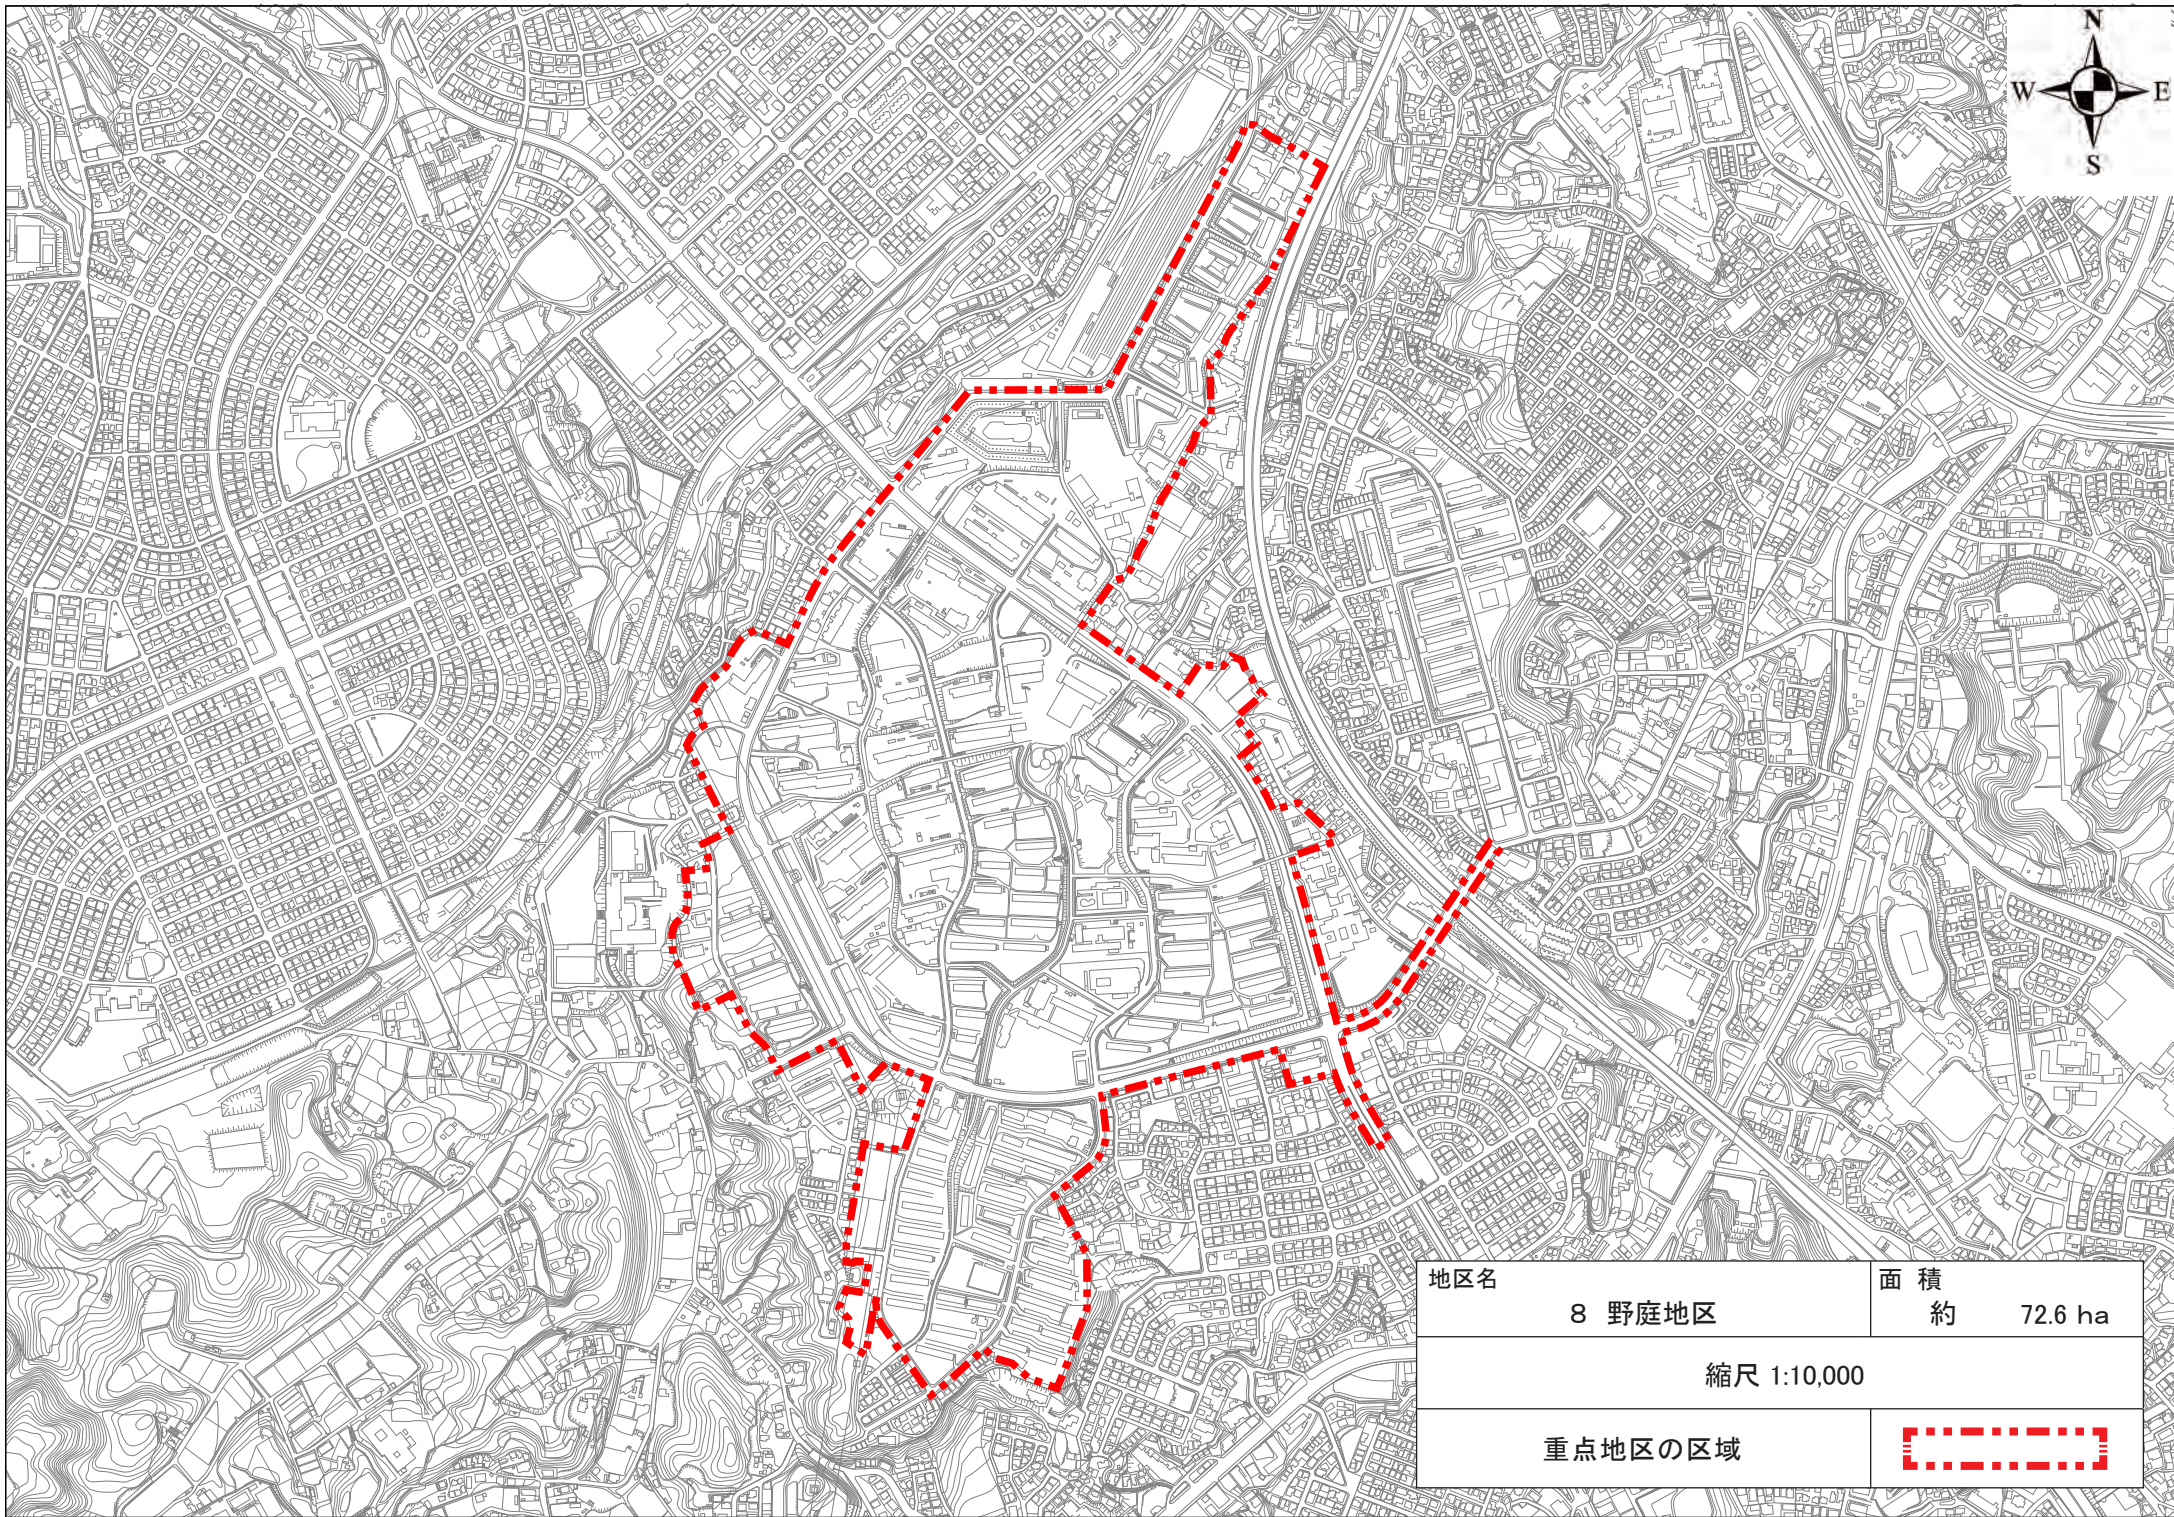 N
W E
S
地区名
8 野庭地区
面 積
約 72.6 ha
縮尺 1:10,000
重点地区の区域